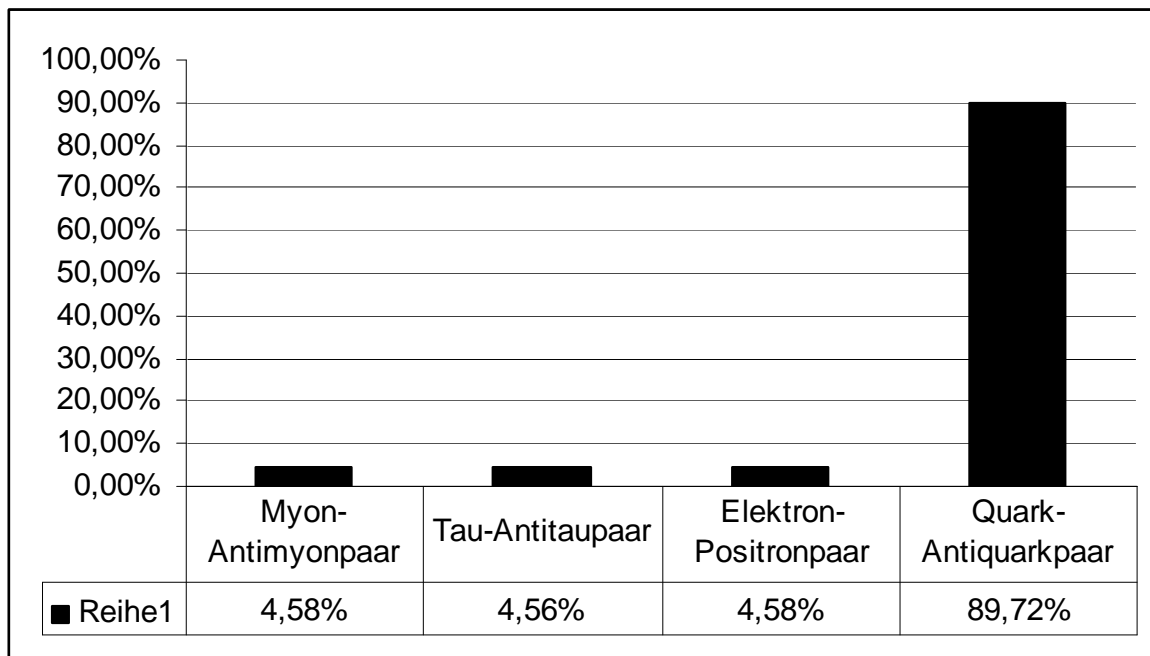 100,00%
90,00%
80,00%
70,00%
60,00%
50,00%
40,00%
30,00%
20,00%
10,00%
0,00%
Myon-
Antimyonpaar
Tau-Antitaupaar
Elektron-
Positronpaar
Quark-
Antiquarkpaar
Reihe1 4,58% 4,56% 4,58% 89,72%